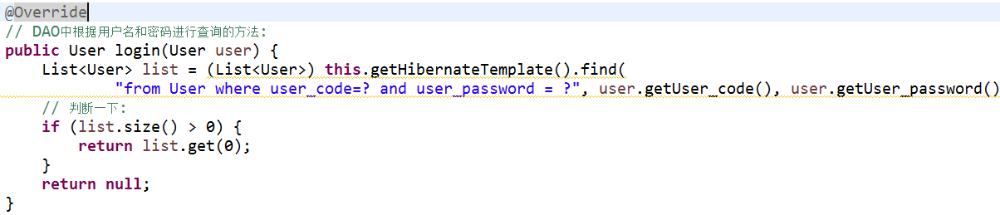 @Override
// DAO中根据用户名和密码进行查询的方法:
public User login(User user) {
    List<User> list = (List<User>) this.getHibernateTemplate().find(
            "from User where user_code=? and user_password = ?", user.getUser_code(), user.getUser_password()
    // 判断一下:
    if (list.size() > 0) {
        return list.get(0);
    }
    return null;
}